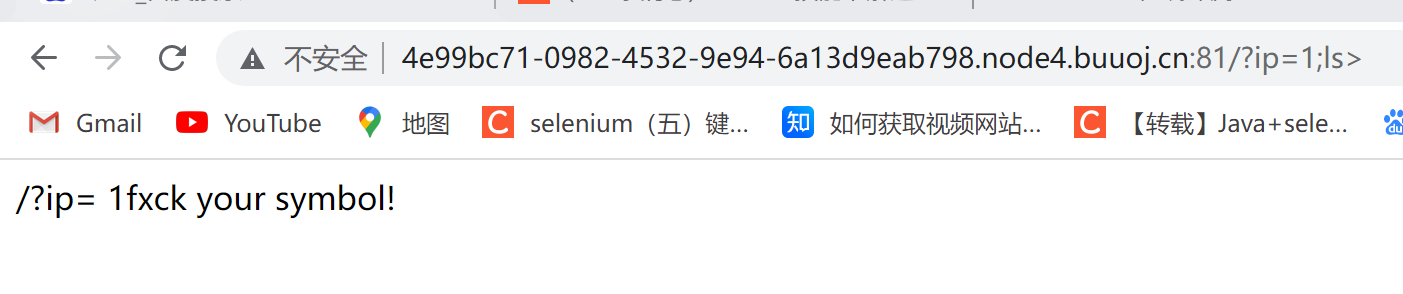 不安全 4e99bc71-0982-4532-9e94-6a13d9eab798.node4.buuoj.cn:81/?ip=1;ls>
Gmail YouTube 地图 selenium（五）键... 如何获取视频网站... 【转载】Java+sele...
/?ip= 1fxck your symbol!